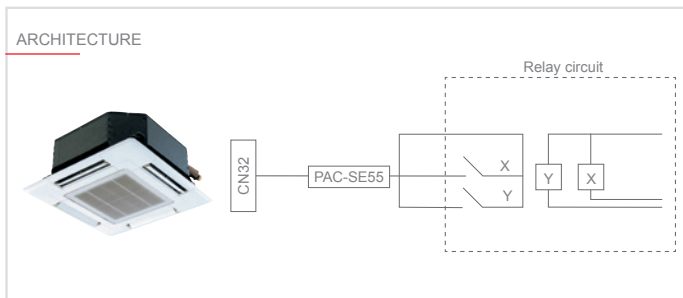 ARCHITECTURE
Relay circuit
CN32
PAC-SE55
X
Y
Y
X